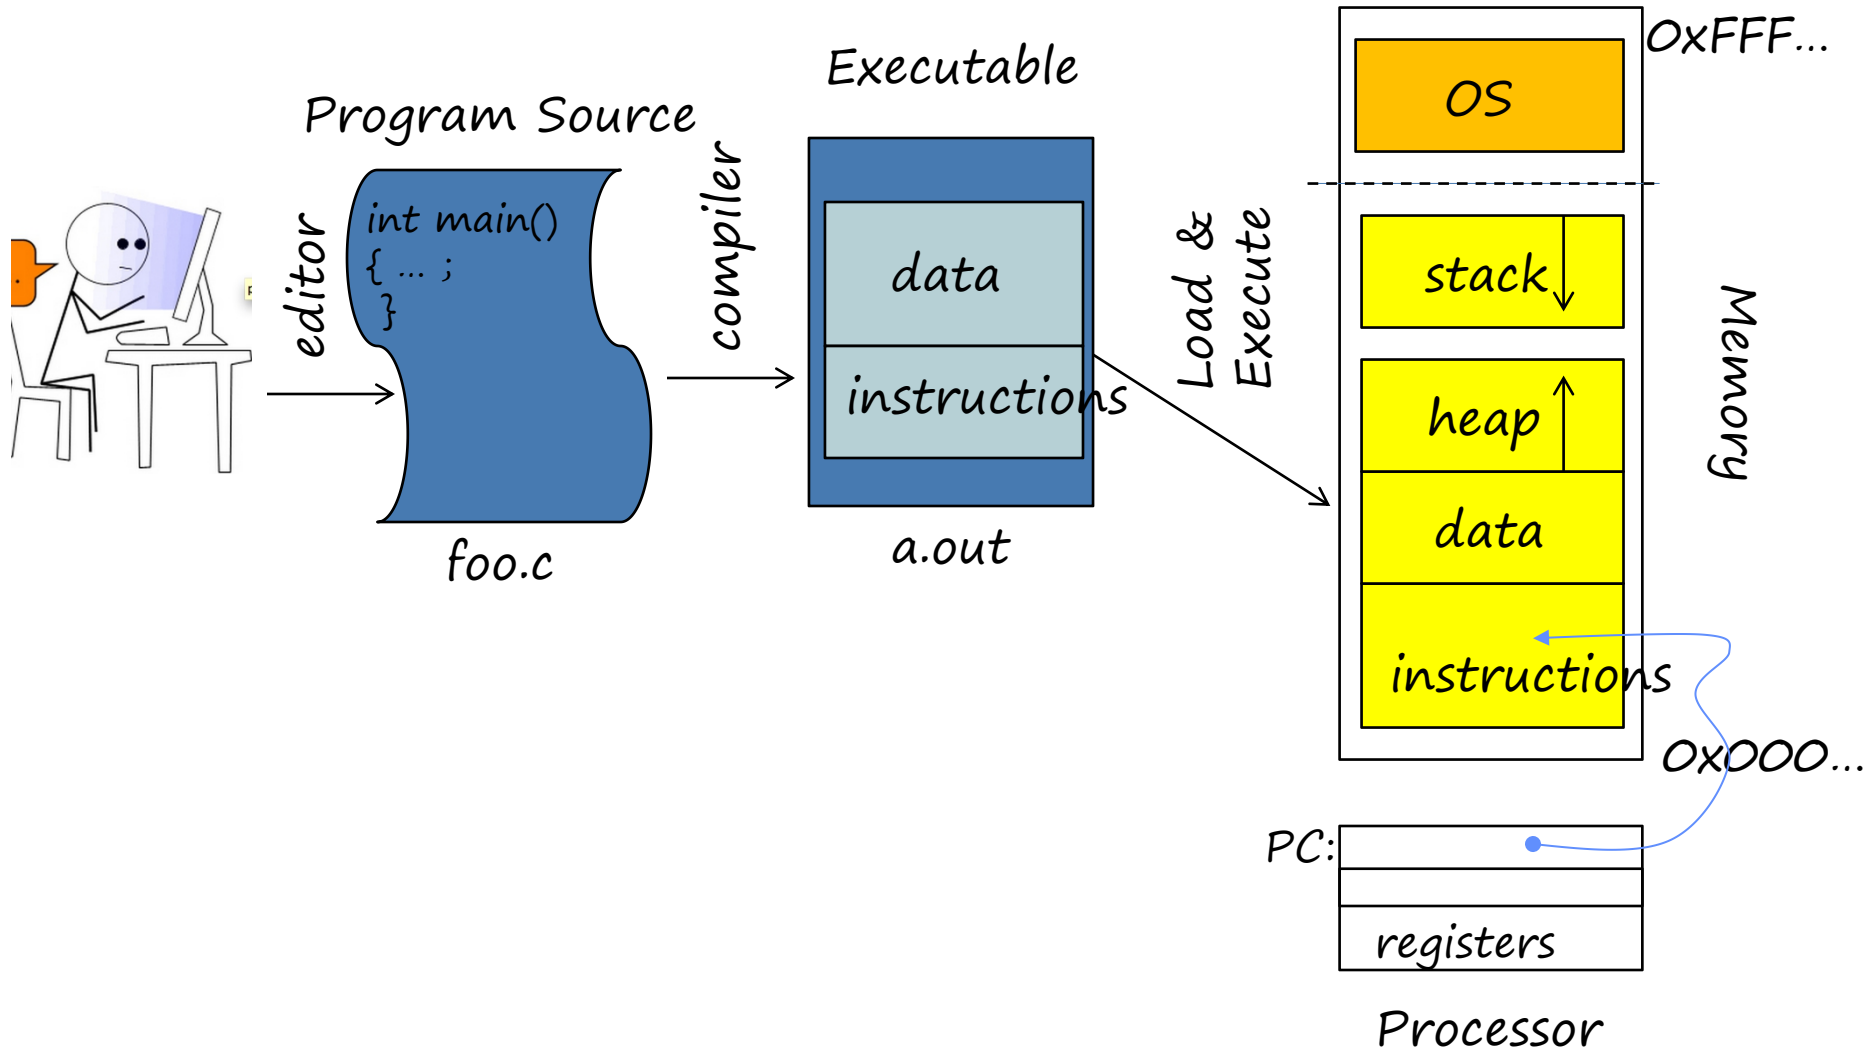 Program Source
editor
int main()
{ ... ;
}
foo.c
compiler
Executable
data
instructions
a.out
Load &
Execute
0xFFF...
OS
stack
heap
data
instructions
Memory
0x000...
PC:
registers
Processor